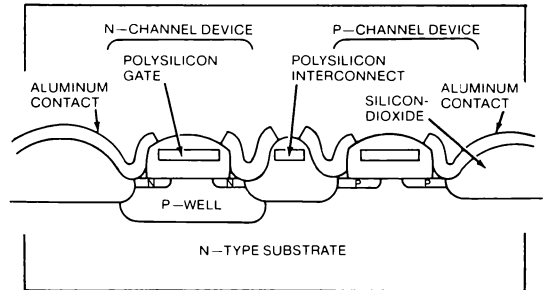 N—CHANNEL DEVICE
P—CHANNEL DEVICE
POLYSILICON
GATE
POLYSILICON
INTERCONNECT
ALUMINUM
CONTACT
SILICON-
DIOXIDE
ALUMINUM
CONTACT
N
N
P
P
P—WELL
N—TYPE SUBSTRATE